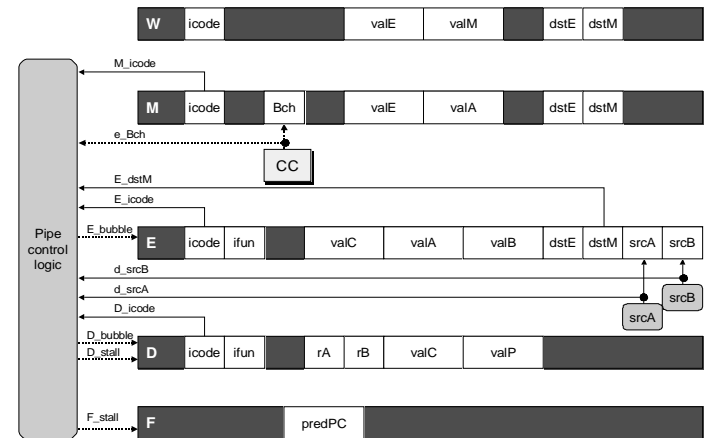 W icode valE valM dstE dstM
M_icode
M icode Bch valE valA dstE dstM
e_Bch
CC
E_dstM
E_icode
Pipe
control
logic
E_bubble
E icode ifun valC valA valB dstE dstM srcA srcB
d_srcB
d_srcA
srcB
srcA
D_icode
D_bubble
D_stall
D icode ifun rA rB valC valP
F_stall
F predPC